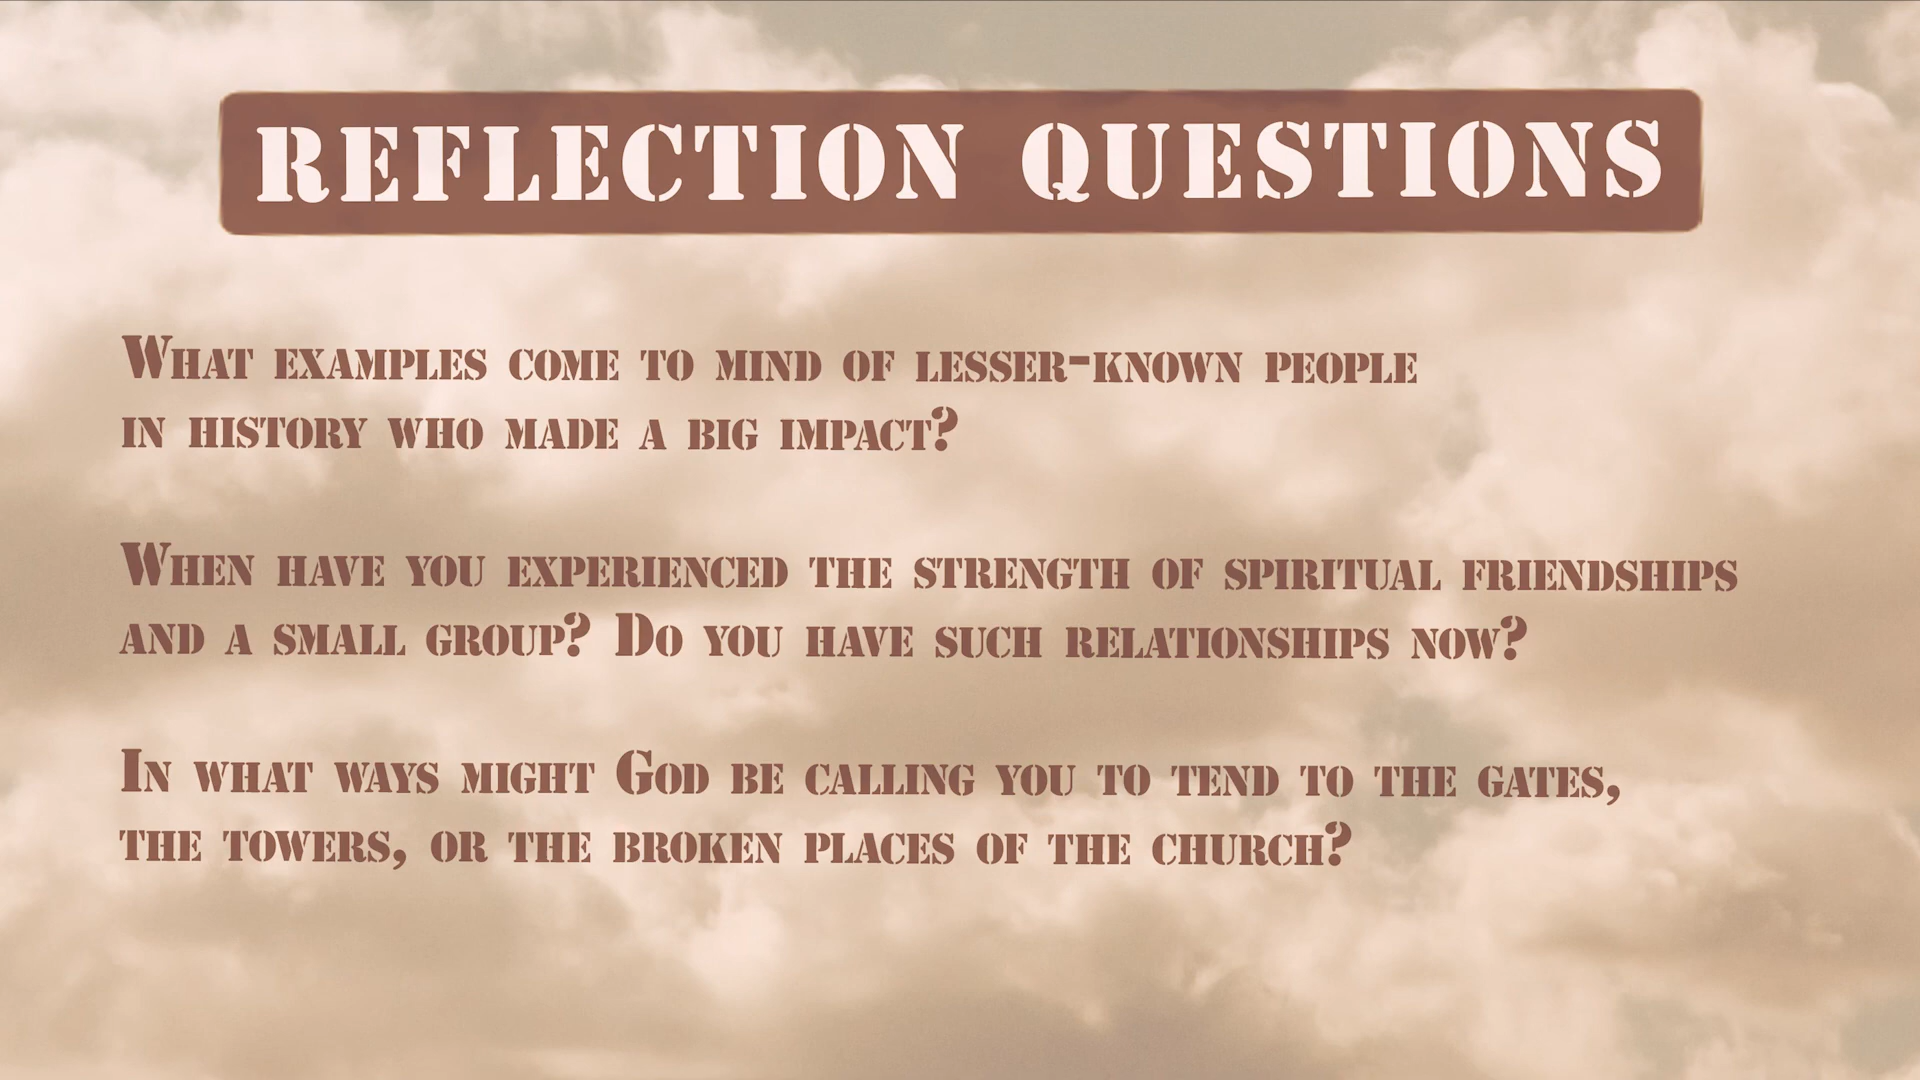 REFLECTION QUESTIONS
What examples come to mind of lesser-known people
in history who made a big impact?
When have you experienced the strength of spiritual friendships
and a small group? Do you have such relationships now?
In what ways might God be calling you to tend to the gates,
the towers, or the broken places of the church?